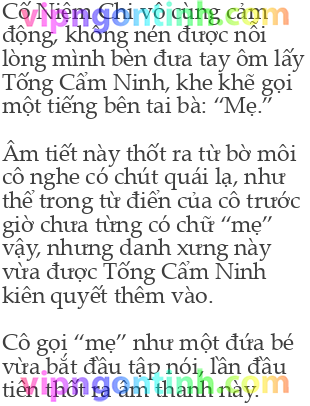 Cố Niệm Chi vô cùng cảm
động, không nén được nỗi
lòng mình bèn đưa tay ôm lấy
Tống Cẩm Ninh, khe khẽ gọi
một tiếng bên tai bà: “Mẹ.”
Âm tiết này thốt ra từ bờ môi
cô nghe có chút quái lạ, như
thể trong từ điển của cô trước
giờ chưa từng có chữ “mẹ”
vậy, nhưng danh xưng này
vừa được Tống Cẩm Ninh
kiên quyết thêm vào.
Cô gọi “mẹ” như một đứa bé
vừa bắt đầu tập nói, lần đầu
tiên thốt ra âm thanh này.
vipngontinh.com
vipngontinh.com